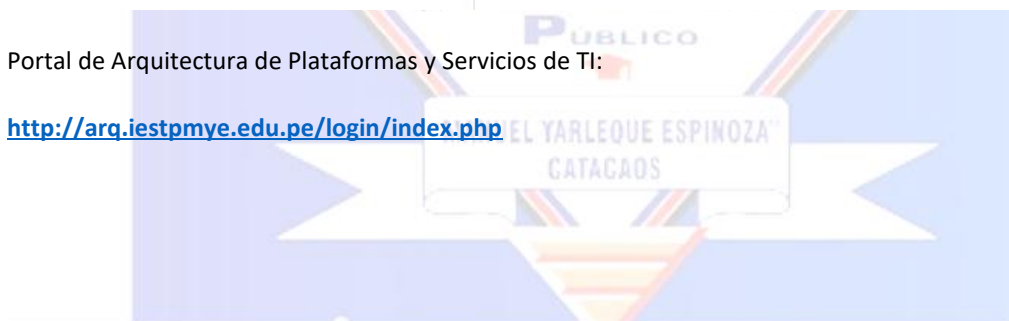 PUBLICO
Portal de Arquitectura de Plataformas y Servicios de TI:
http://arq.iestpmye.edu.pe/login/index.php
EL YARLEQUE ESPINOZA"
CATACAOS